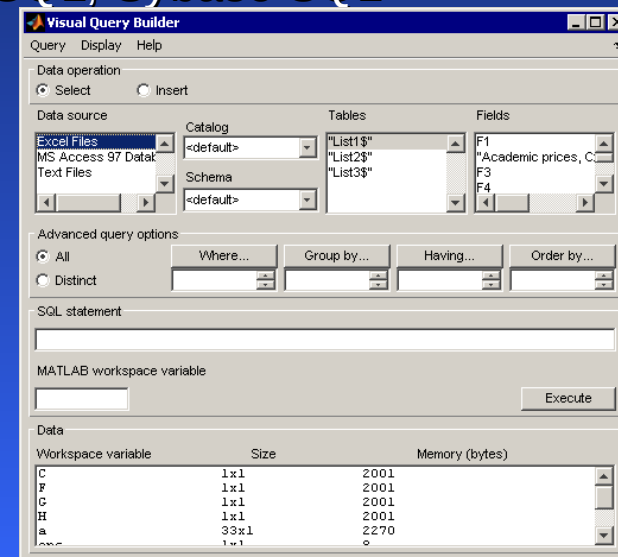 Visual Query Builder
Query Display Help
Data operation
Select Insert
Data source Catalog Tables Fields
Excel Files <default> "List1$" F1
MS Access 97 Datab "List2$" "Academic prices, C
Text Files Schema "List3$" F3
<default> F4
Advanced query options
All Where... Group by... Having... Order by...
Distinct
SQL statement
MATLAB workspace variable
Execute
Data
Workspace variable Size Memory (bytes)
C 1x1 2001
F 1x1 2001
G 1x1 2001
H 1x1 2001
a 33x1 2270